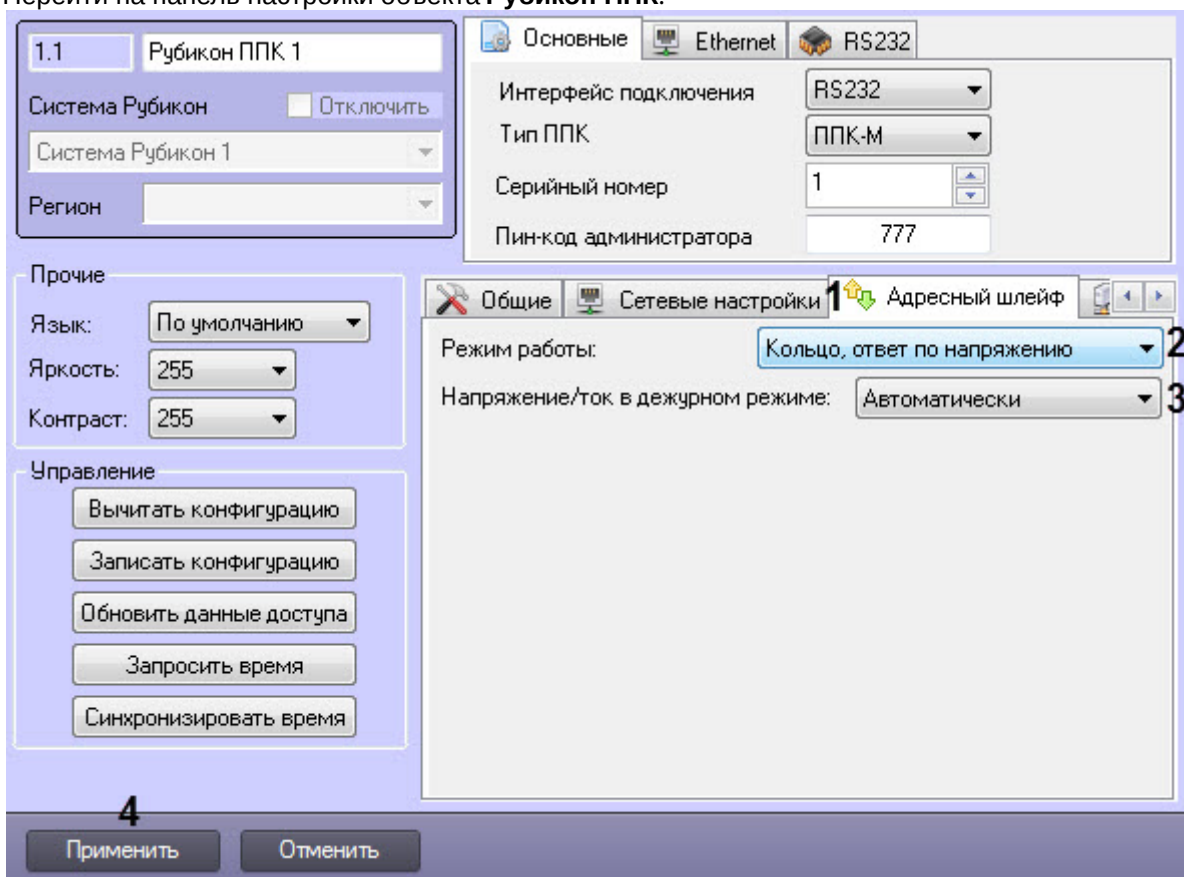 Перейти на панель настройки объекта Рубикон ППК.
1.1 Рубикон ППК 1
Система Рубикон Отключить
Система Рубикон 1
Регион
Основные Ethernet RS232
Интерфейс подключения RS232
Тип ППК ППК-М
Серийный номер 1
Пин-код администратора 777
Прочие
Язык: По умолчанию
Яркость: 255
Контраст: 255
Управление
Вычитать конфигурацию
Записать конфигурацию
Обновить данные доступа
Запросить время
Синхронизировать время
Общие Сетевые настройки 1 Адресный шлейф
Режим работы: Кольцо, ответ по напряжению 2
Напряжение/ток в дежурном режиме: Автоматически 3
4
Применить Отменить